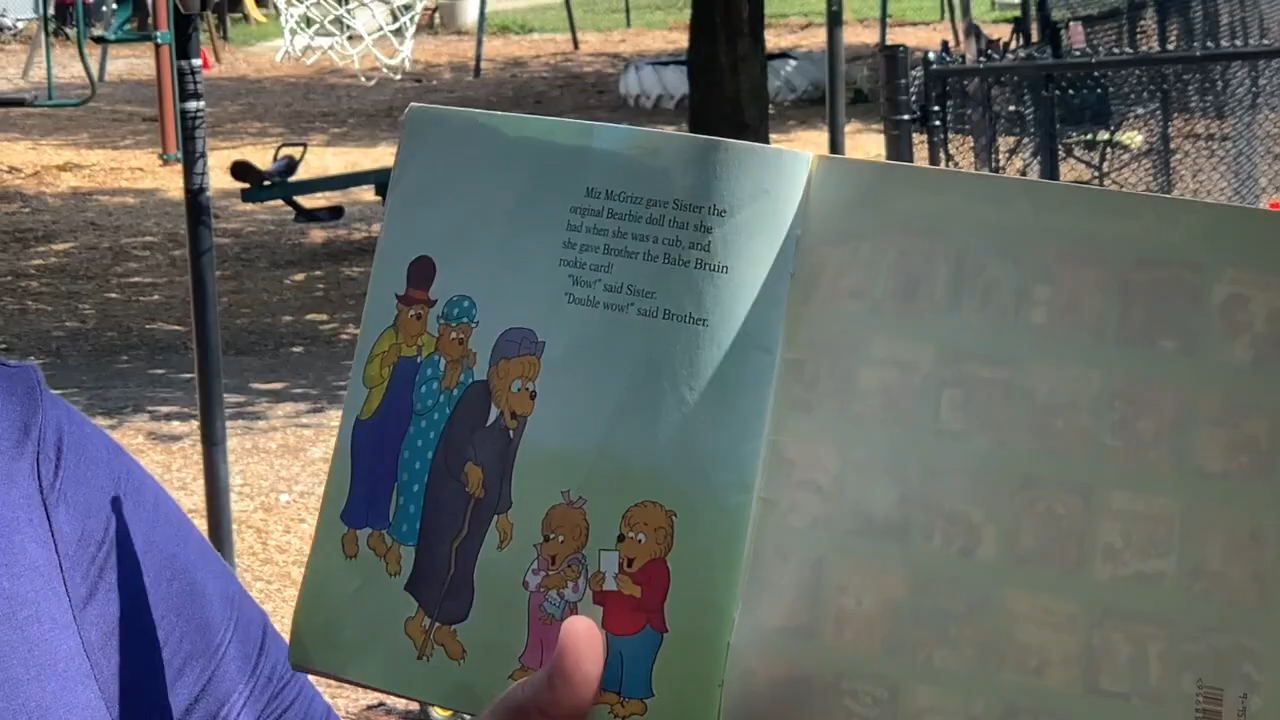 Miz McGrizz gave Sister the
original Bearbie doll that she
had when she was a cub, and
she gave Brother the Babe Bruin
rookie card!
"Wow!" said Sister.
"Double wow!" said Brother.